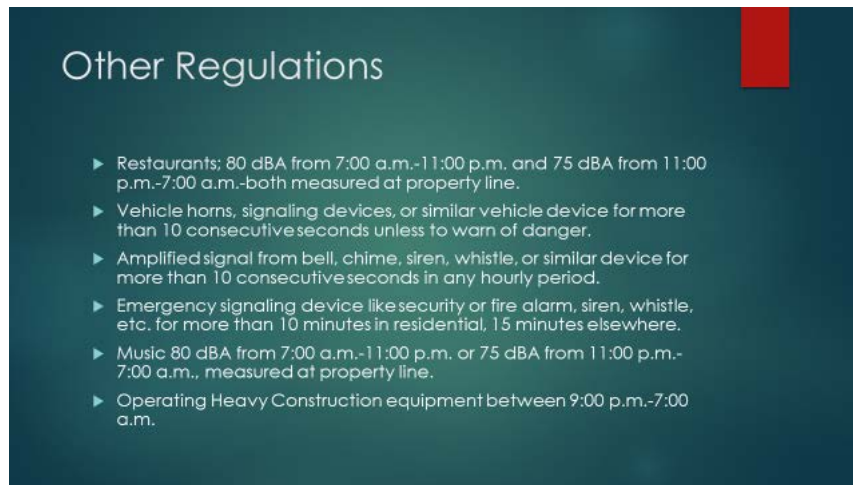 Other Regulations
Restaurants; 80 dBA from 7:00 a.m.-11:00 p.m. and 75 dBA from 11:00
p.m.-7:00 a.m.-both measured at property line.
Vehicle horns, signaling devices, or similar vehicle device for more
than 10 consecutive seconds unless to warn of danger.
Amplified signal from bell, chime, siren, whistle, or similar device for
more than 10 consecutive seconds in any hourly period.
Emergency signaling device like security or fire alarm, siren, whistle,
etc. for more than 10 minutes in residential, 15 minutes elsewhere.
Music 80 dBA from 7:00 a.m.-11:00 p.m. or 75 dBA from 11:00 p.m.-
7:00 a.m., measured at property line.
Operating Heavy Construction equipment between 9:00 p.m.-7:00
a.m.